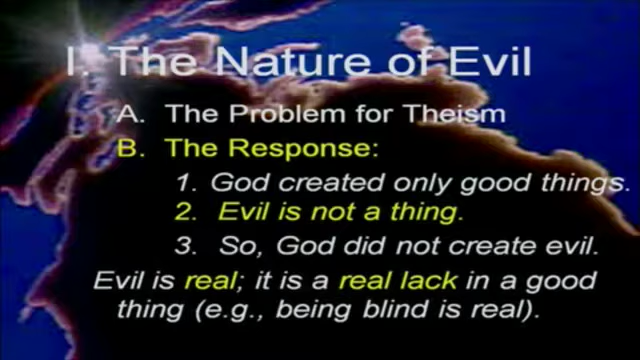 I. The Nature of Evil
A. The Problem for Theism
B. The Response:
1. God created only good things.
2. Evil is not a thing.
3. So, God did not create evil.
Evil is real; it is a real lack in a good
thing (e.g., being blind is real).